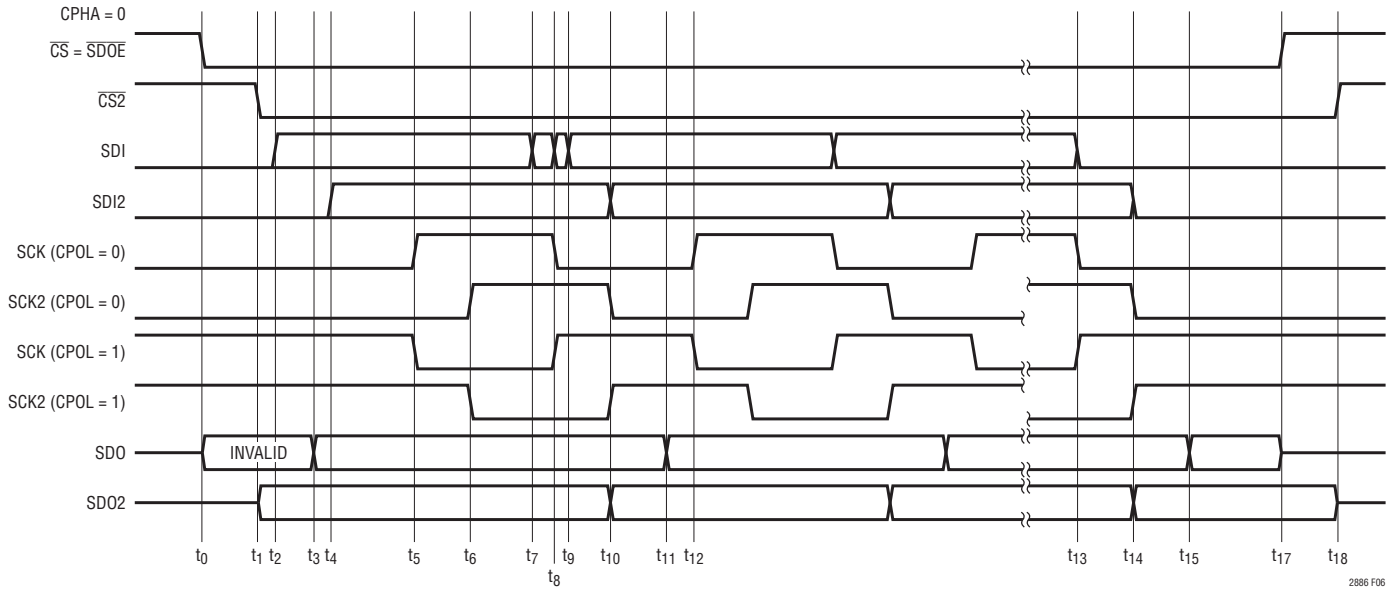 CPHA = 0
CS = SDOE
CS2
SDI
SDI2
SCK (CPOL = 0)
SCK2 (CPOL = 0)
SCK (CPOL = 1)
SCK2 (CPOL = 1)
SDO INVALID
SDO2
t0 t1 t2 t3 t4 t5 t6 t7 t8 t9 t10 t11 t12 t13 t14 t15 t17 t18
2886 F06